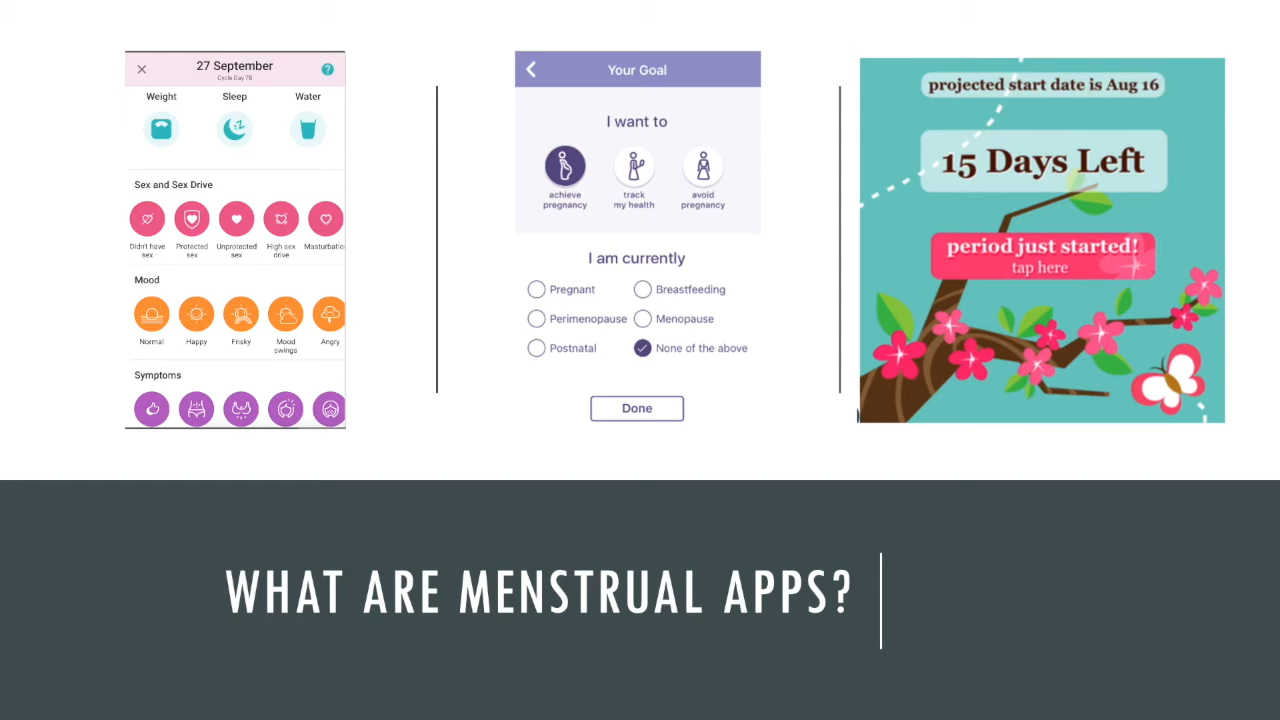 27 September
Cycle Day 78
Weight Sleep Water
Sex and Sex Drive
Didn't have sex
Protected sex
Unprotected sex
High sex drive
Masturbatio
Mood
Normal
Happy
Frisky
Mood swings
Angry
Symptoms
Your Goal
I want to
achieve pregnancy
track my health
avoid pregnancy
I am currently
Pregnant Breastfeeding
Perimenopause Menopause
Postnatal None of the above
Done
projected start date is Aug 16
15 Days Left
period just started!
tap here
WHAT ARE MENSTRUAL APPS?